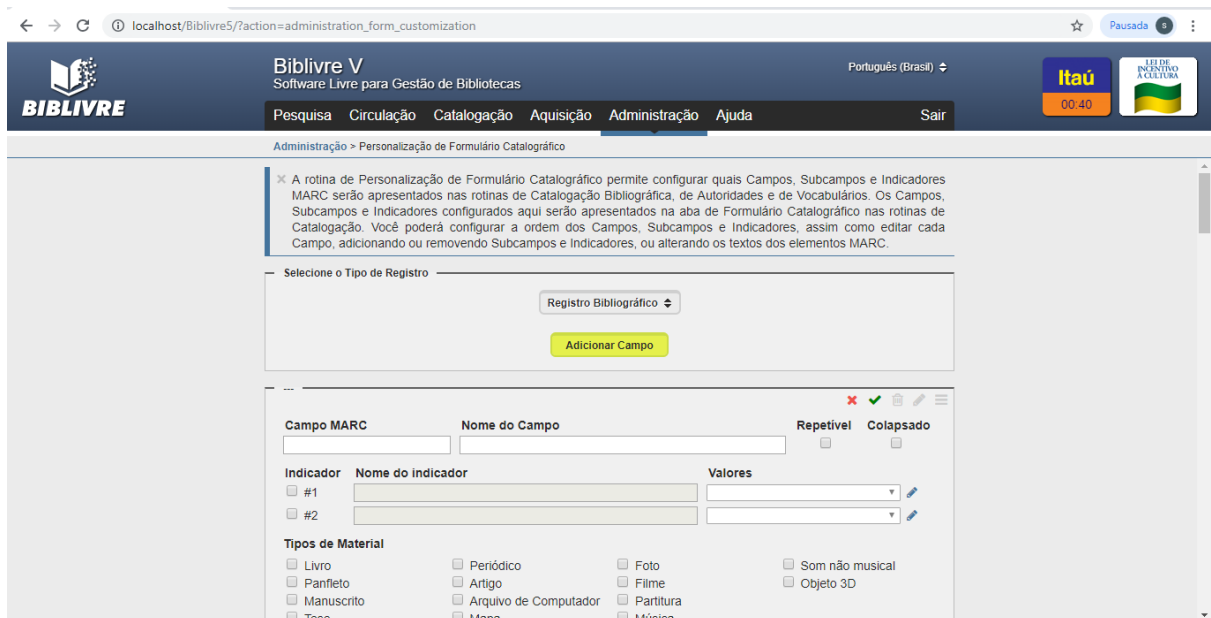 localhost/Biblivre5/?action=administration_form_customization
Pausada
s
BIBLIVRE
Biblivre V
Software Livre para Gestão de Bibliotecas
Português (Brasil)
Itaú
00:40
LEI DE
INCENTIVO
À CULTURA
Pesquisa Circulação Catalogação Aquisição Administração Ajuda Sair
Administração > Personalização de Formulário Catalográfico
A rotina de Personalização de Formulário Catalográfico permite configurar quais Campos, Subcampos e Indicadores
MARC serão apresentados nas rotinas de Catalogação Bibliográfica, de Autoridades e de Vocabulários. Os Campos,
Subcampos e Indicadores configurados aqui serão apresentados na aba de Formulário Catalográfico nas rotinas de
Catalogação. Você poderá configurar a ordem dos Campos, Subcampos e Indicadores, assim como editar cada
Campo, adicionando ou removendo Subcampos e Indicadores, ou alterando os textos dos elementos MARC.
Selecione o Tipo de Registro
Registro Bibliográfico
Adicionar Campo
---
Campo MARC Nome do Campo Repetível Colapsado
Indicador Nome do indicador Valores
#1
#2
Tipos de Material
Livro Periódico Foto Som não musical
Panfleto Artigo Filme Objeto 3D
Manuscrito Arquivo de Computador Partitura
Tese Mapa Música